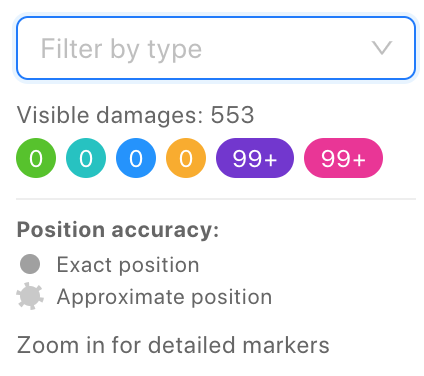 Filter by type
Visible damages: 553
0 0 0 0 99+ 99+
Position accuracy:
Exact position
Approximate position
Zoom in for detailed markers